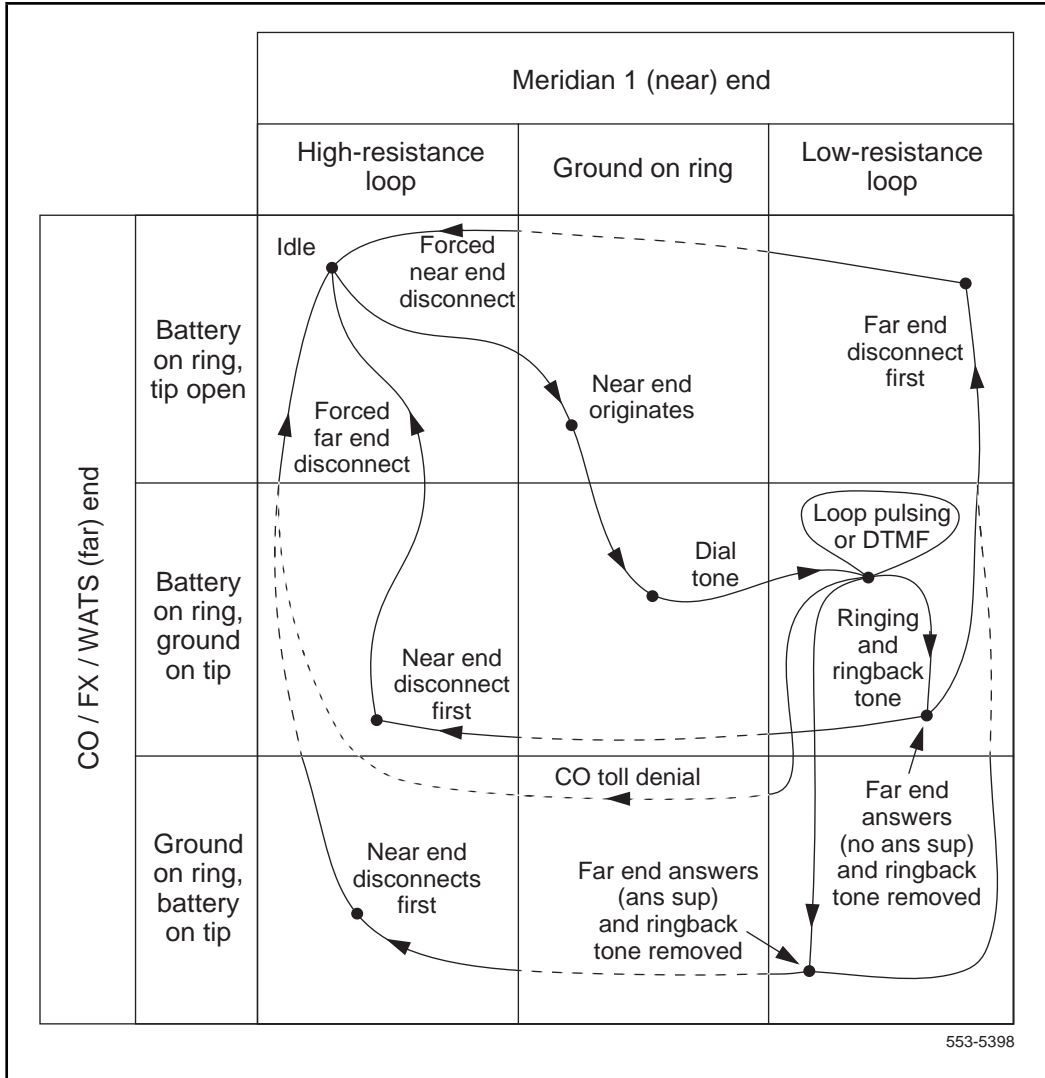 Meridian 1 (near) end
High-resistance
loop
Ground on ring
Low-resistance
loop
CO / FX / WATS (far) end
Battery
on ring,
tip open
Idle
Forced
near end
disconnect
Forced
far end
disconnect
Near end
originates
Far end
disconnect
first
Battery
on ring,
ground
on tip
Near end
disconnect
first
Dial
tone
Loop pulsing
or DTMF
Ringing
and
ringback
tone
Ground
on ring,
battery
on tip
CO toll denial
Near end
disconnects
first
Far end answers
(ans sup)
and ringback
tone removed
Far end
answers
(no ans sup)
and ringback
tone removed
553-5398